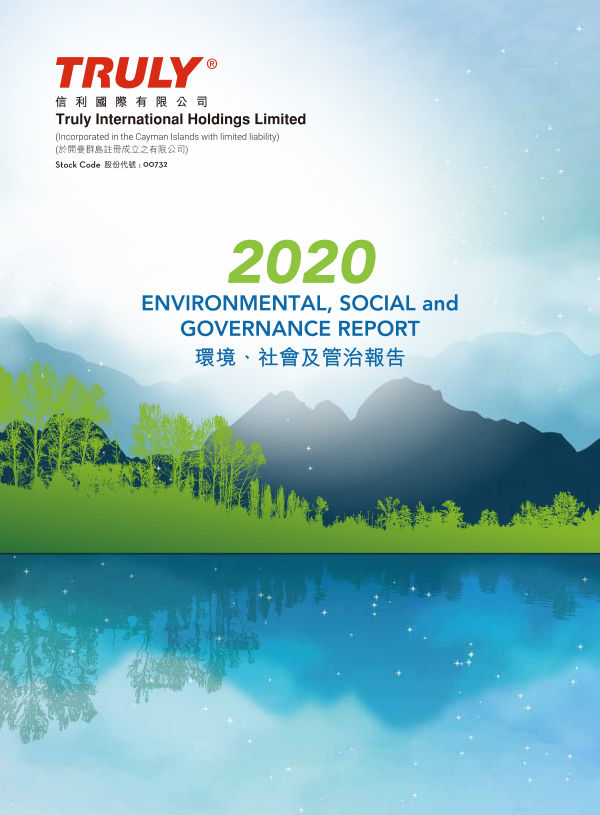 TRULY®
信利國際有限公司
Truly International Holdings Limited
(Incorporated in the Cayman Islands with limited liability)
(於開曼群島註冊成立之有限公司)
Stock Code 股份代號 : 00732
2020
ENVIRONMENTAL, SOCIAL and
GOVERNANCE REPORT
環境、社會及管治報告